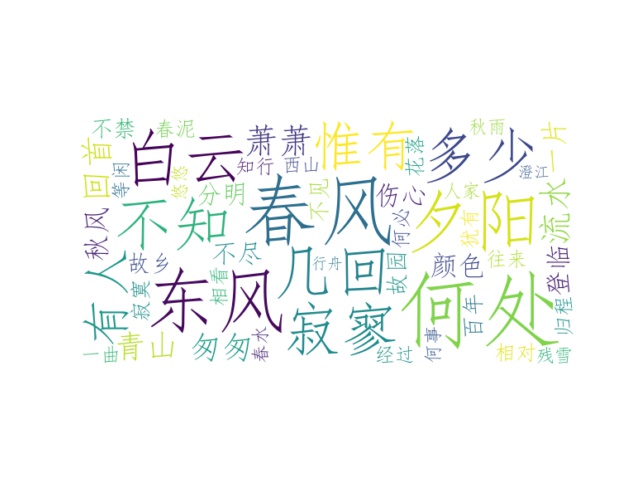 不禁
春泥
萧萧
惟有
秋雨
一片
回首
白云
知行
西山
花落
多少
澄江
等闲
悠悠
分明
不见
伤心
人家
流水
秋风
不知
春风
何必
夕阳
犹有
有人
故乡
不尽
几回
行舟
故园
颜色
往来
登临
寂寞
东风
相看
寂寥
何处
百年
归程
一曲
青山
匆匆
春水
经过
何事
相对
残雪